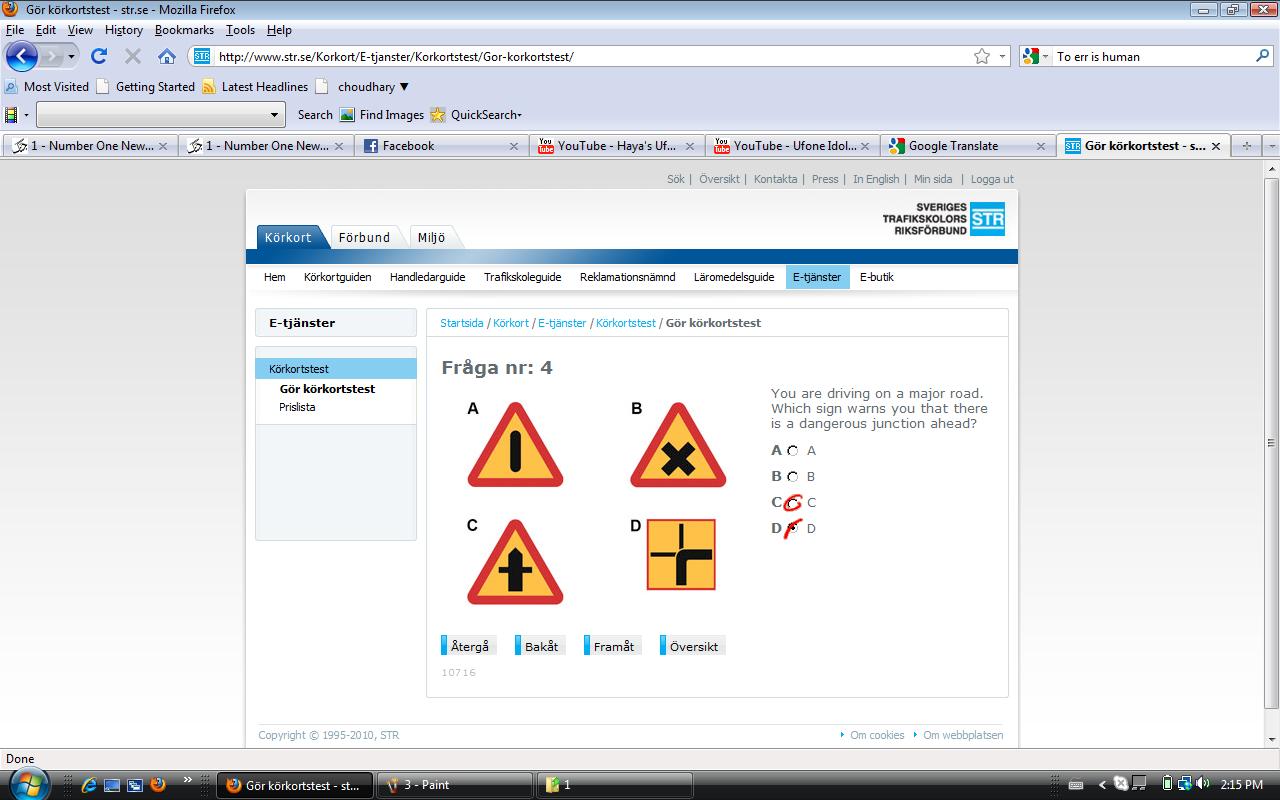 Gör körkortstest - str.se - Mozilla Firefox
File Edit View History Bookmarks Tools Help
STR http://www.str.se/Korkort/E-tjanster/Korkortstest/Gor-korkortstest/ To err is human
Most Visited Getting Started Latest Headlines choudhary
Search Find Images QuickSearch
1 - Number One New... 1 - Number One New... Facebook YouTube - Haya's Uf... YouTube - Ufone Idol... Google Translate Gör körkortstest - s...
Sök | Översikt | Kontakta | Press | In English | Min sida | Logga ut
SVERIGES
TRAFIKSKOLORS
RIKSFÖRBUND
STR
Körkort Förbund Miljö
Hem Körkortguiden Handledarguide Trafikskoleguide Reklamationsnämnd Läromedelsguide E-tjänster E-butik
E-tjänster
Körkortstest
Gör körkortstest
Prislista
Startsida / Körkort / E-tjänster / Körkortstest / Gör körkortstest
Fråga nr: 4
A B
C D
You are driving on a major road.
Which sign warns you that there
is a dangerous junction ahead?
A A
B B
C C
D D
Återgå Bakåt Framåt Översikt
10716
Copyright © 1995-2010, STR Om cookies Om webbplatsen
Done
Gör körkortstest - st... 3 - Paint 1 2:15 PM